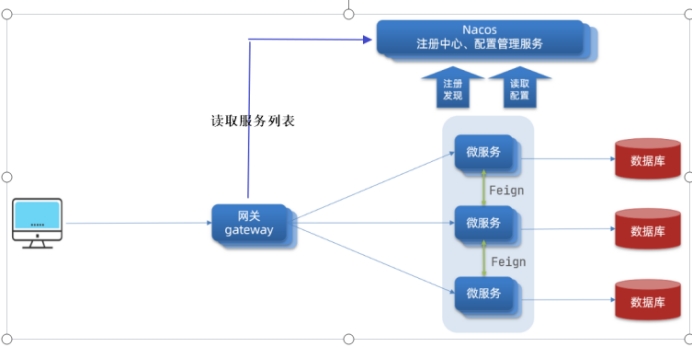 Nacos
注册中心、配置管理服务
注册
发现
读取
配置
读取服务列表
微服务
数据库
Feign
网关
gateway
微服务
数据库
Feign
微服务
数据库